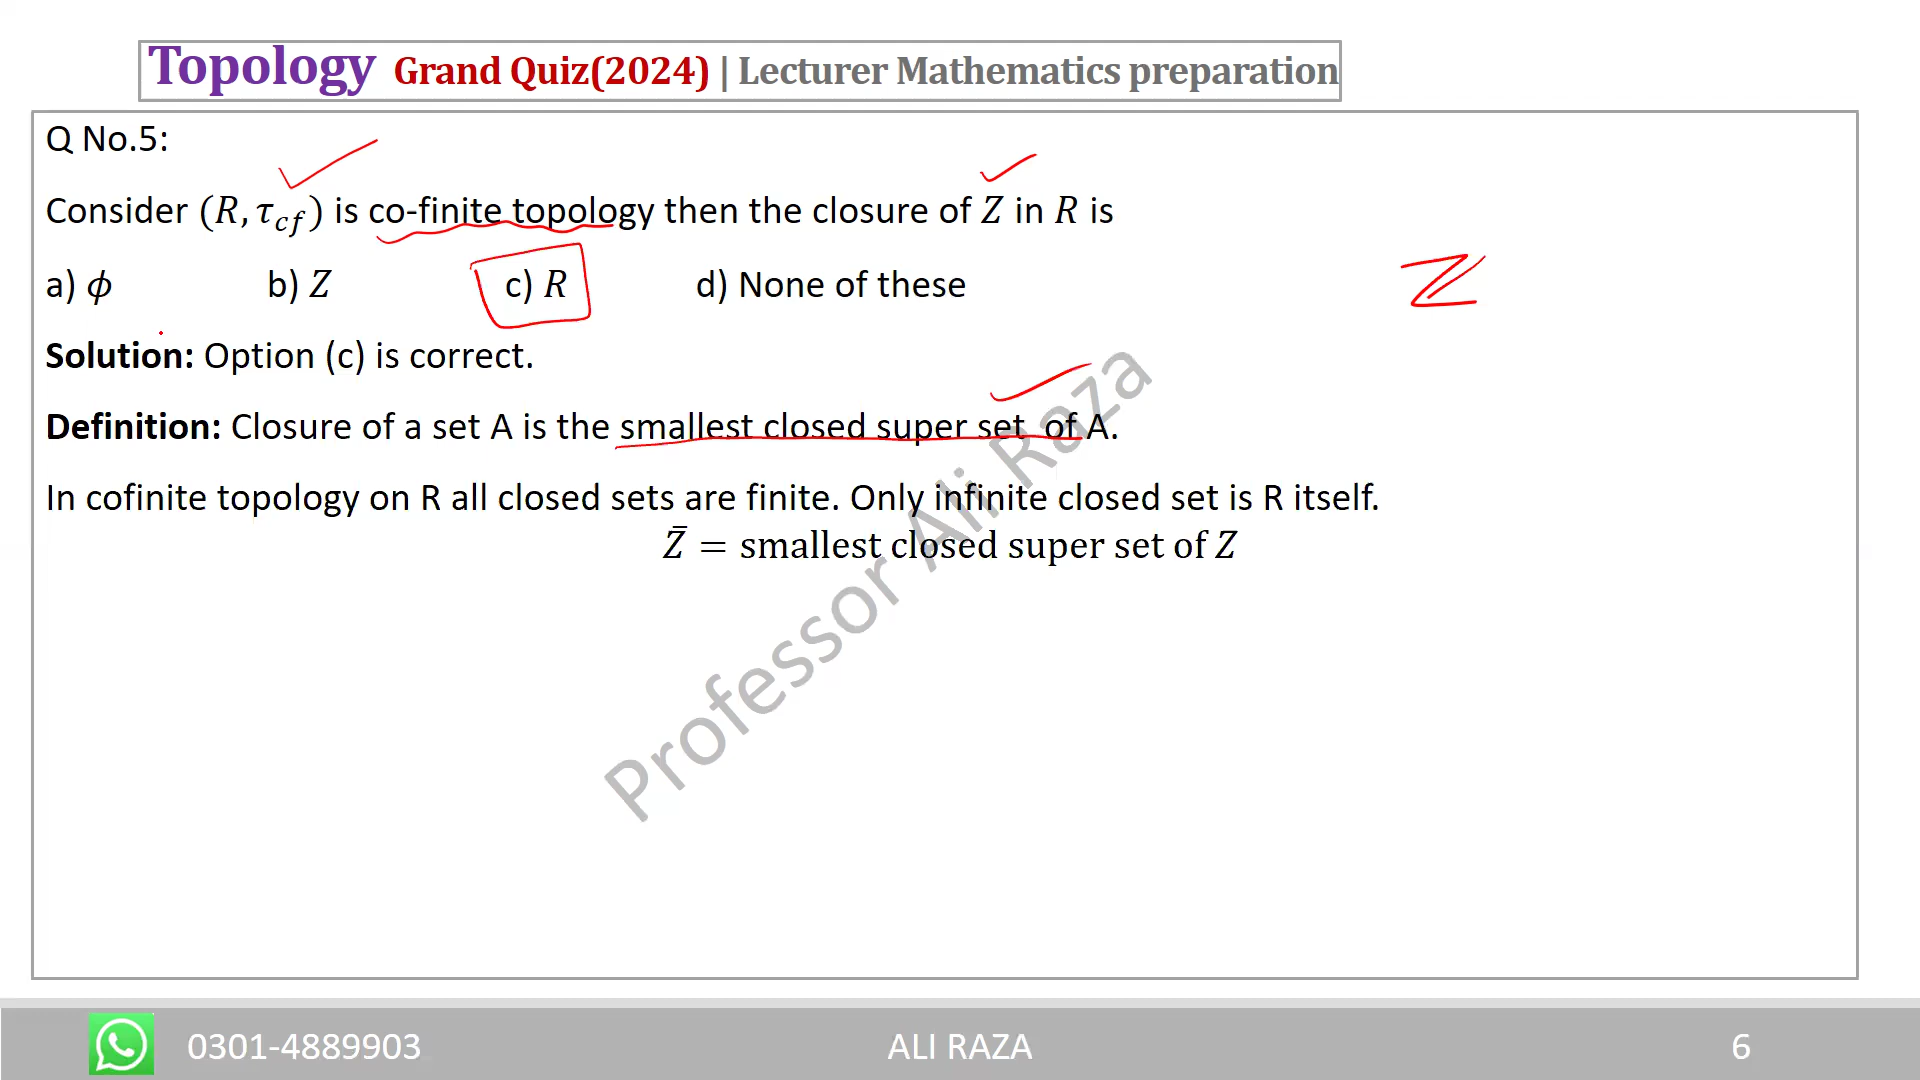 Topology Grand Quiz(2024) | Lecturer Mathematics preparation
Q No.5:
Consider (R, τ_cf) is co-finite topology then the closure of Z in R is
a) ϕ b) Z c) R d) None of these
Z
Solution: Option (c) is correct.
Definition: Closure of a set A is the smallest closed super set of A.
In cofinite topology on R all closed sets are finite. Only infinite closed set is R itself.
Z̄ = smallest closed super set of Z
Professor Ali Raza
0301-4889903 ALI RAZA 6